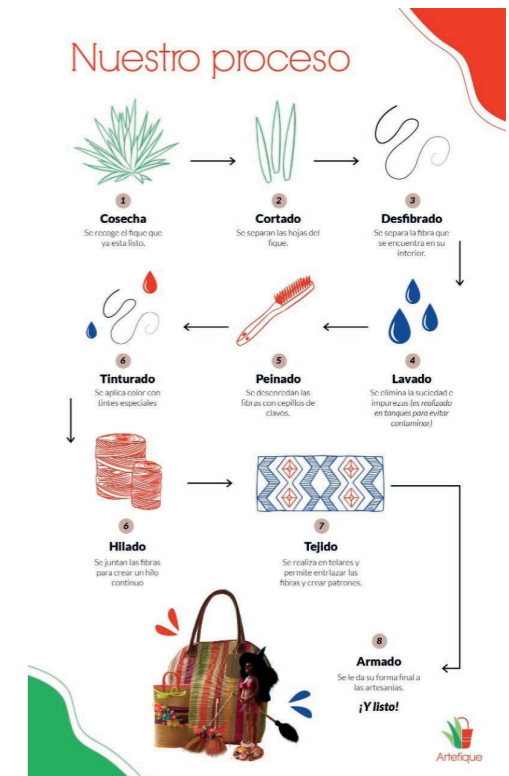 Nuestro proceso
1
Cosecha
Se recoge el fique que
ya esta listo.
2
Cortado
Se separan las hojas del
fique.
3
Desfibrado
Se separa la fibra que
se encuentra en su
interior.
4
Lavado
Se elimina la suciedad e
impurezas (es realizado
en tanques para evitar
contaminar)
5
Peinado
Se desenredan las
fibras con cepillos de
clavos.
6
Tinturado
Se aplica color con
tintes especiales
6
Hilado
Se juntan las fibras
para crear un hilo
continuo
7
Tejido
Se realiza en telares y
permite entrlazar las
fibras y crear patrones.
8
Armado
Se le da su forma final a
las artesanías.
¡Y listo!
Artefique